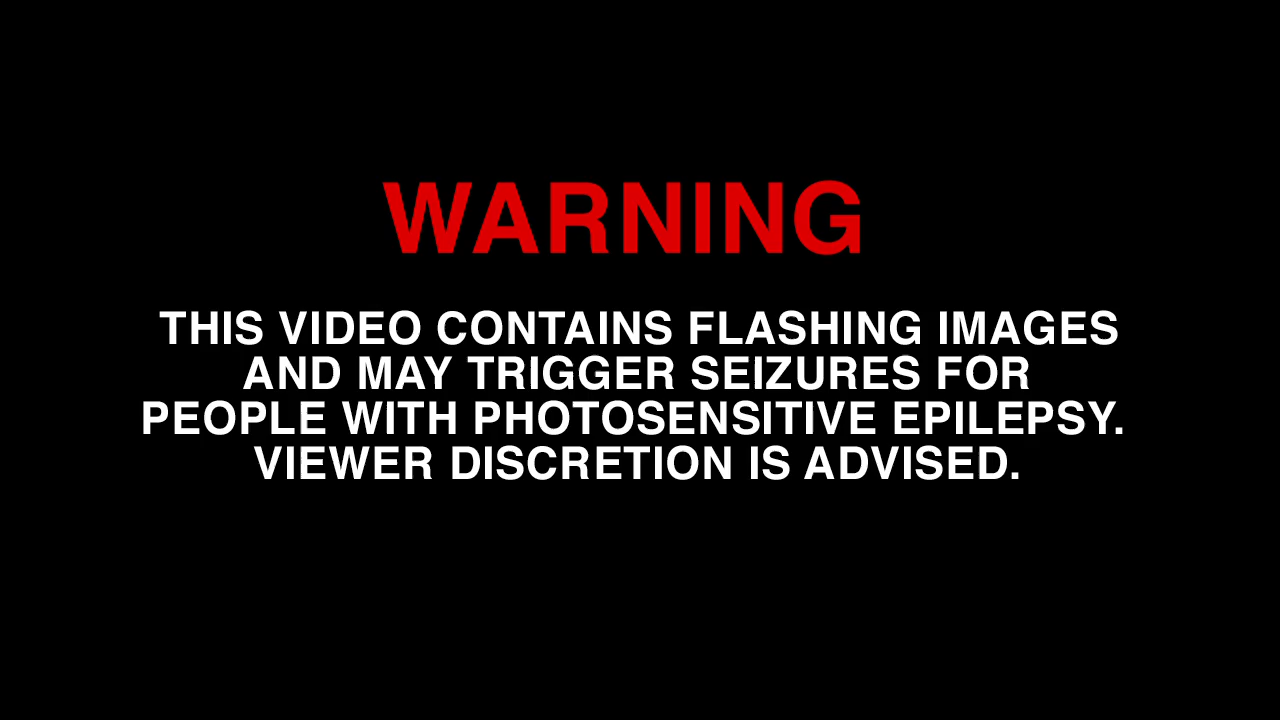 WARNING
THIS VIDEO CONTAINS FLASHING IMAGES
AND MAY TRIGGER SEIZURES FOR
PEOPLE WITH PHOTOSENSITIVE EPILEPSY.
VIEWER DISCRETION IS ADVISED.